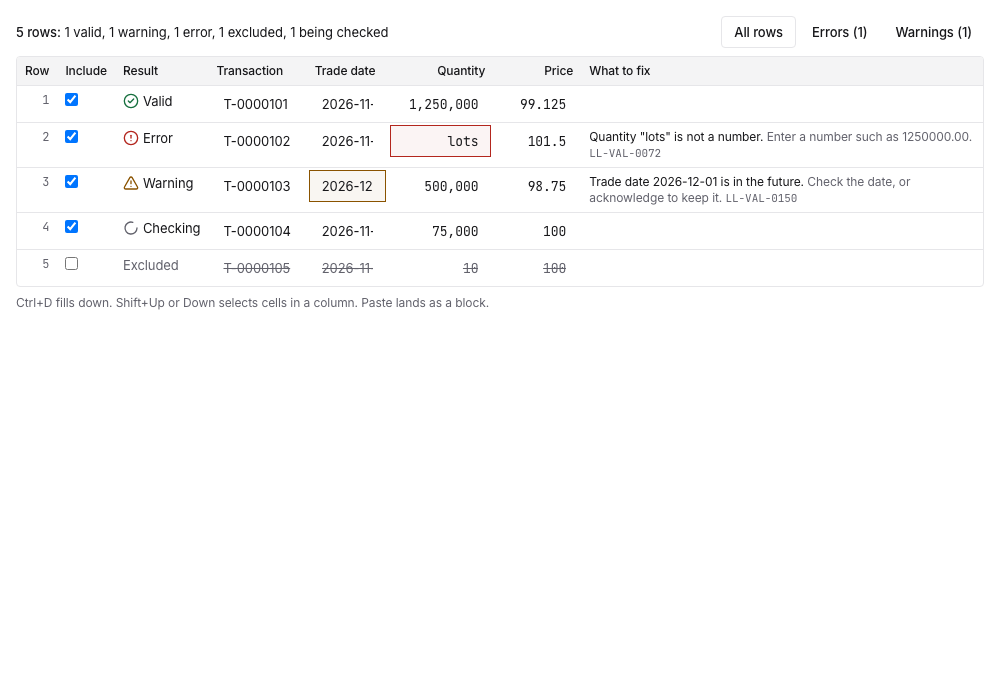 5 rows: 1 valid, 1 warning, 1 error, 1 excluded, 1 being checked
All rows Errors (1) Warnings (1)
Row Include Result Transaction Trade date Quantity Price What to fix
1 Valid T-0000101 2026-11- 1,250,000 99.125
2 Error T-0000102 2026-11- lots 101.5 Quantity "lots" is not a number. Enter a number such as 1250000.00.
LL-VAL-0072
3 Warning T-0000103 2026-12 500,000 98.75 Trade date 2026-12-01 is in the future. Check the date, or
acknowledge to keep it. LL-VAL-0150
4 Checking T-0000104 2026-11- 75,000 100
5 Excluded T-0000105 2026-11- 10 100
Ctrl+D fills down. Shift+Up or Down selects cells in a column. Paste lands as a block.